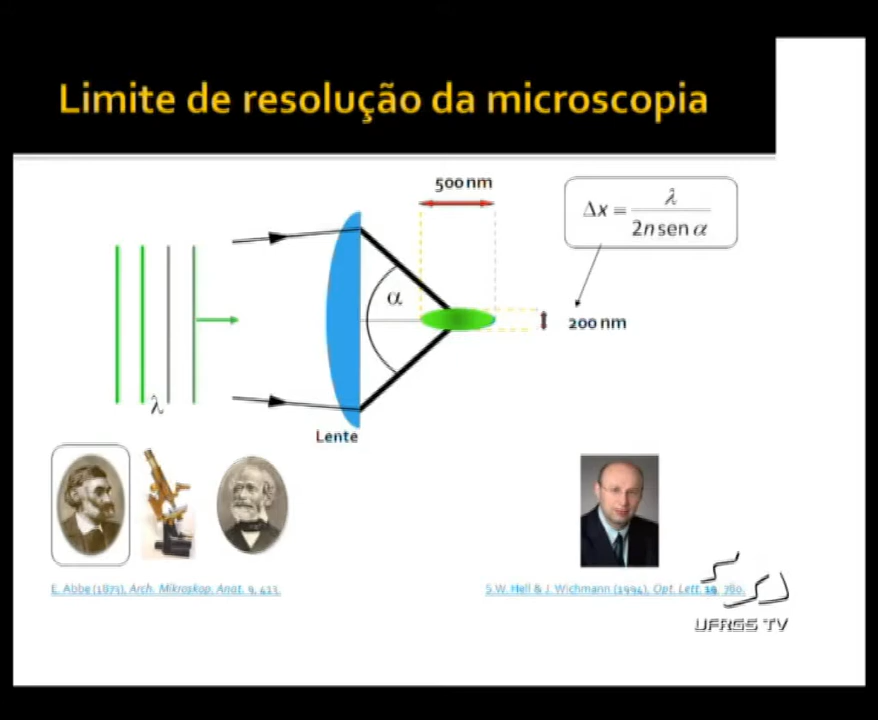 Limite de resolução da microscopia
500 nm
Δx = λ / 2n sen α
α
200 nm
λ
Lente
E. Abbe (1873), Arch. Mikroskop. Anat. 9, 413.
S.W. Hell & J. Wichmann (1994), Opt. Lett. 19, 780.
UFRGS TV